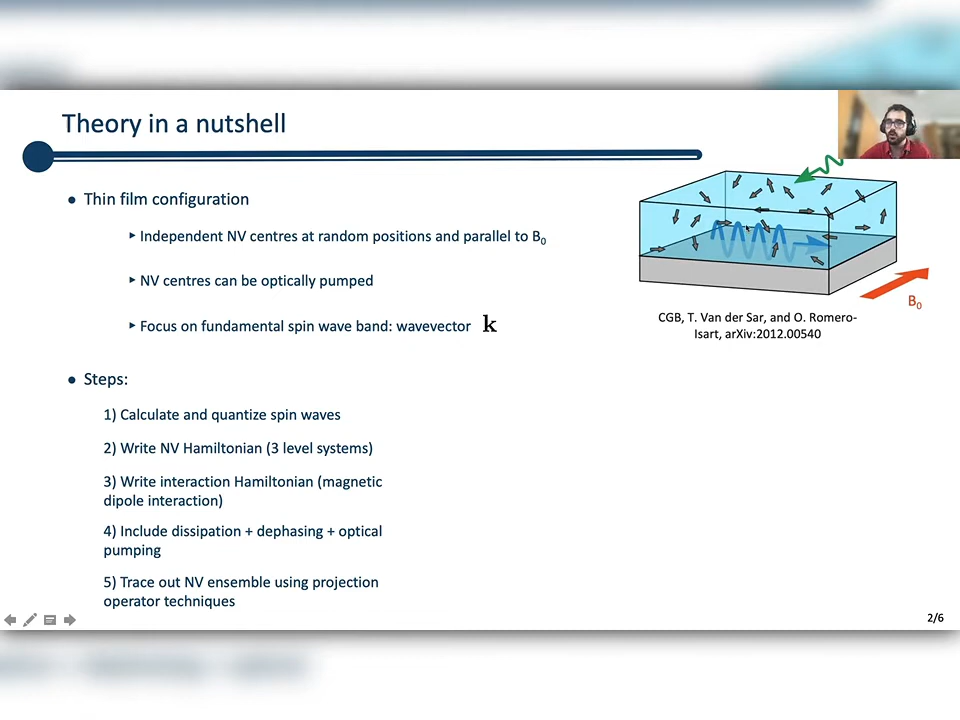 Theory in a nutshell
• Thin film configuration
‣ Independent NV centres at random positions and parallel to B₀
‣ NV centres can be optically pumped
‣ Focus on fundamental spin wave band: wavevector k
B₀
CGB, T. Van der Sar, and O. Romero-
Isart, arXiv:2012.00540
• Steps:
1) Calculate and quantize spin waves
2) Write NV Hamiltonian (3 level systems)
3) Write interaction Hamiltonian (magnetic
dipole interaction)
4) Include dissipation + dephasing + optical
pumping
5) Trace out NV ensemble using projection
operator techniques
2/6